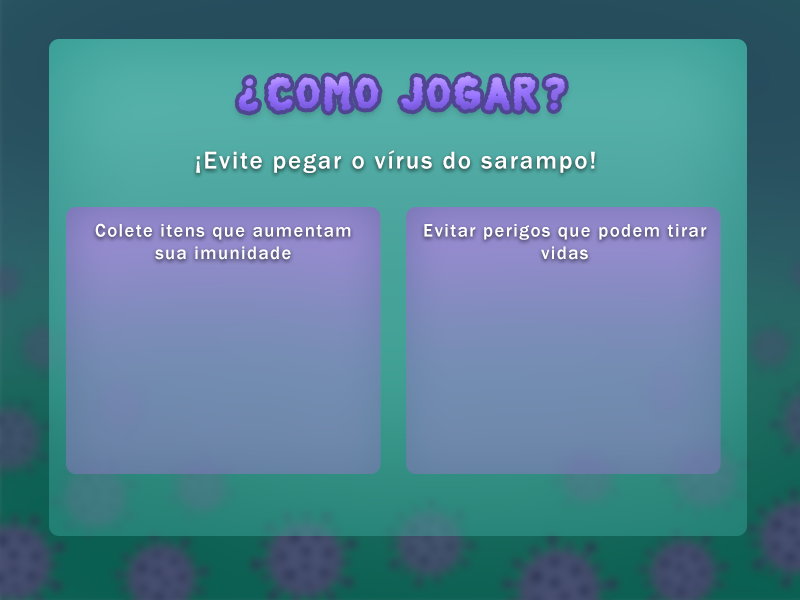 ¿COMO JOGAR?
¡Evite pegar o vírus do sarampo!
Colete itens que aumentam
sua imunidade
Evitar perigos que podem tirar
vidas